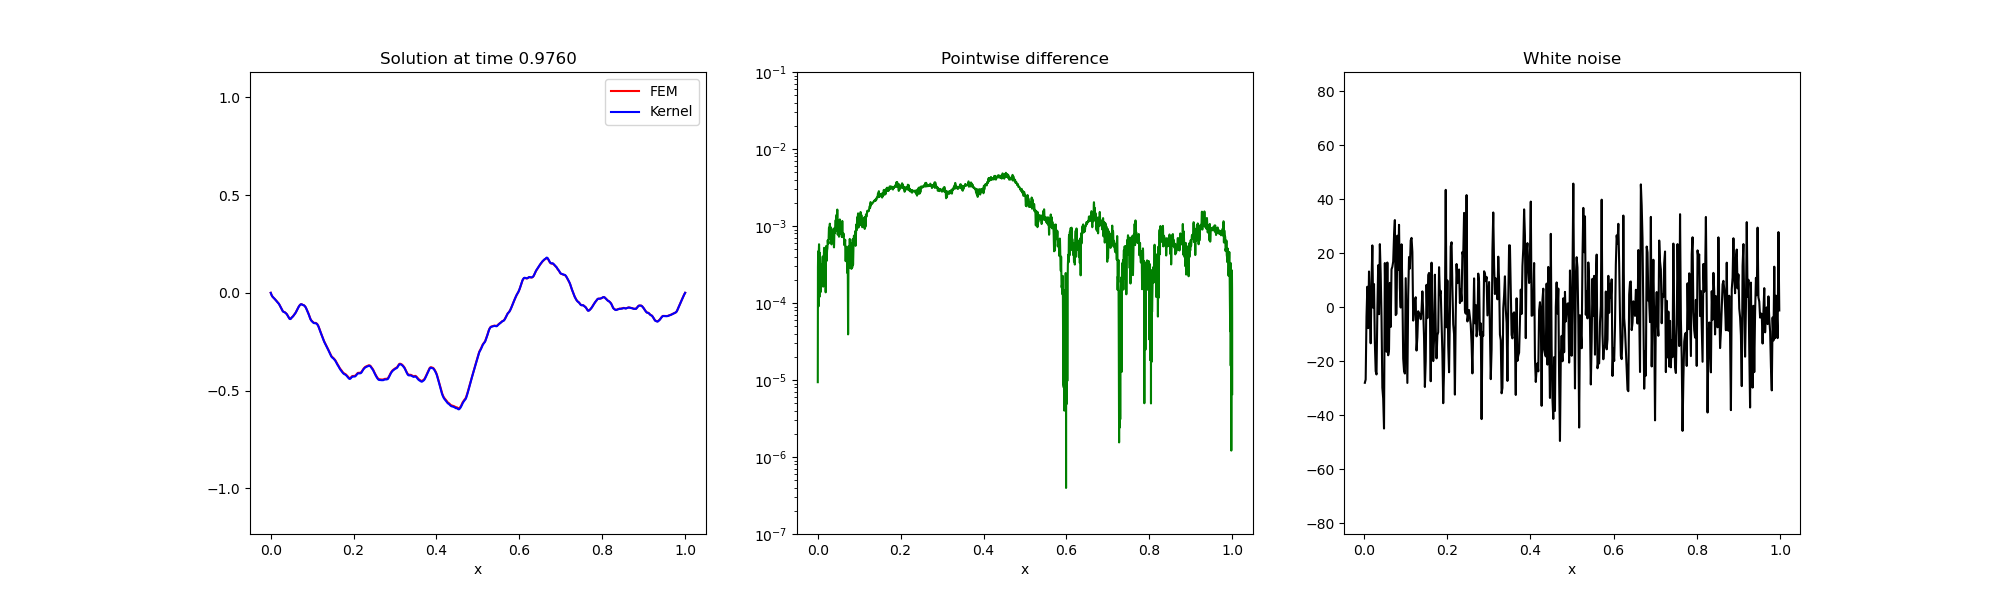 Solution at time 0.9760
1.0
0.5
0.0
−0.5
−1.0
0.0 0.2 0.4 0.6 0.8 1.0
x
FEM
Kernel
Pointwise difference
10⁻¹
10⁻²
10⁻³
10⁻⁴
10⁻⁵
10⁻⁶
10⁻⁷
0.0 0.2 0.4 0.6 0.8 1.0
x
White noise
80
60
40
20
0
−20
−40
−60
−80
0.0 0.2 0.4 0.6 0.8 1.0
x